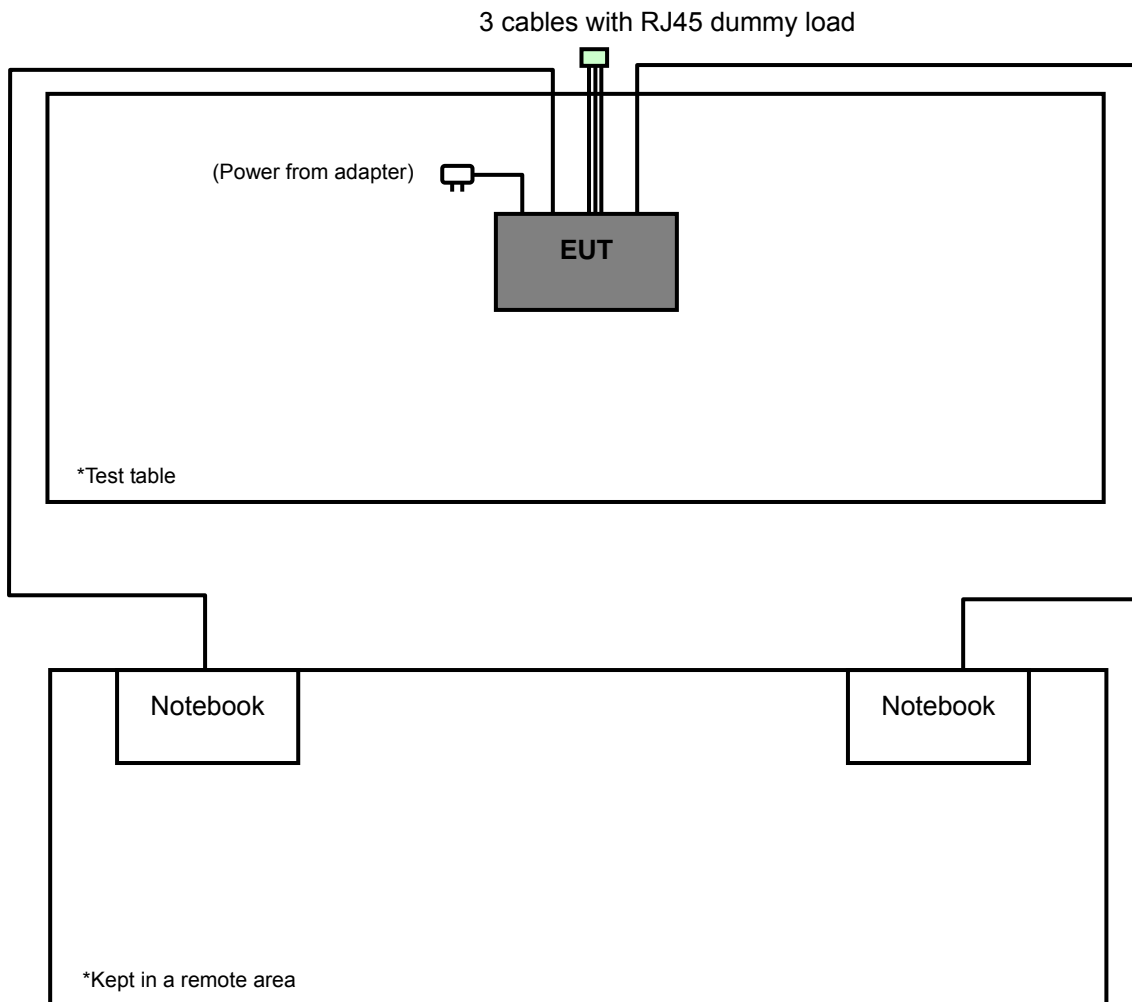 3 cables with RJ45 dummy load
(Power from adapter)
EUT
*Test table
Notebook
Notebook
*Kept in a remote area